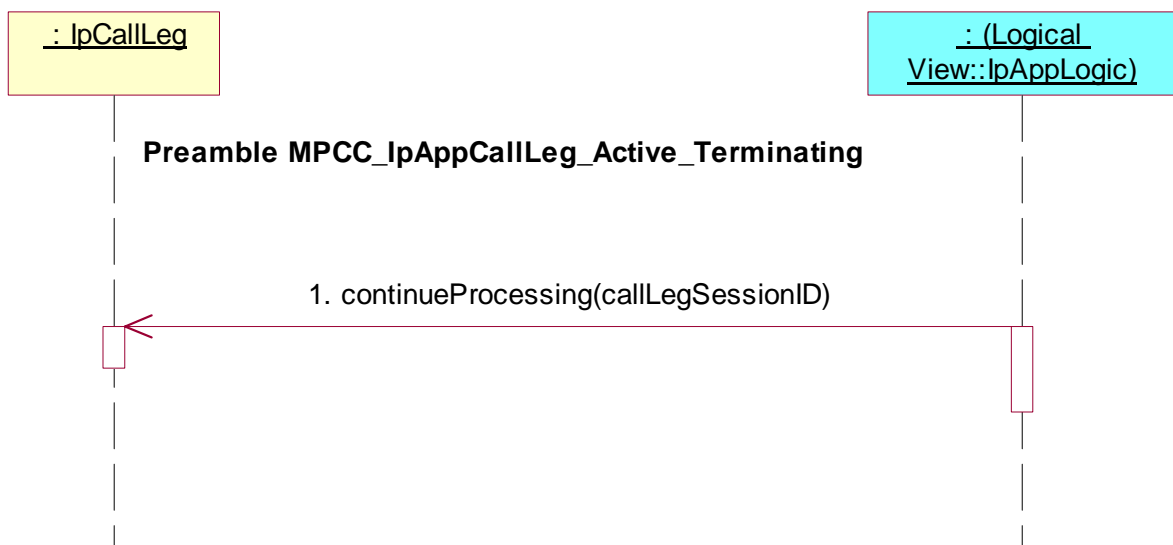 : IpCallLeg
: (Logical
View::IpAppLogic)
Preamble MPCC_IpAppCallLeg_Active_Terminating
1. continueProcessing(callLegSessionID)